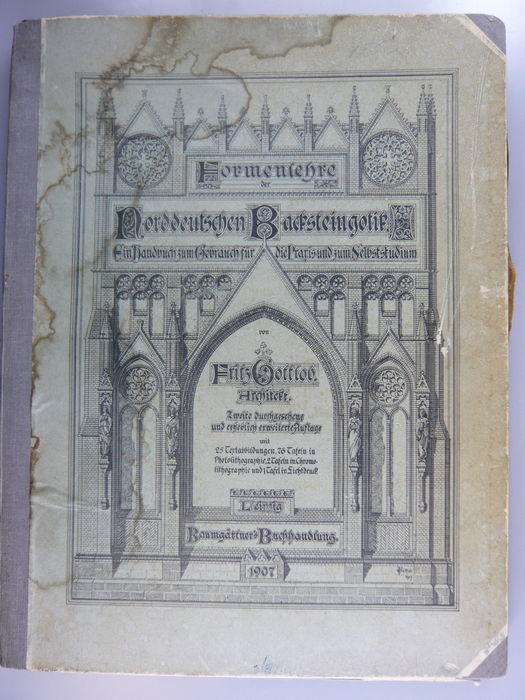 Formenlehre
der
Norddeutschen Backsteingotik
Ein Handbuch zum Gebrauch für die Praxis und zum Selbststudium
von
Fritz Gottlob,
Architekt.
Zweite durchgesehene
und erheblich erweiterte Auflage
mit
25 Textabbildungen, 76 Tafeln in
Photolithographie, 2 Tafeln in Chromo-
lithographie und 1 Tafel in Lichtdruck
Leipzig
Baumgärtner's Buchhandlung.
1907